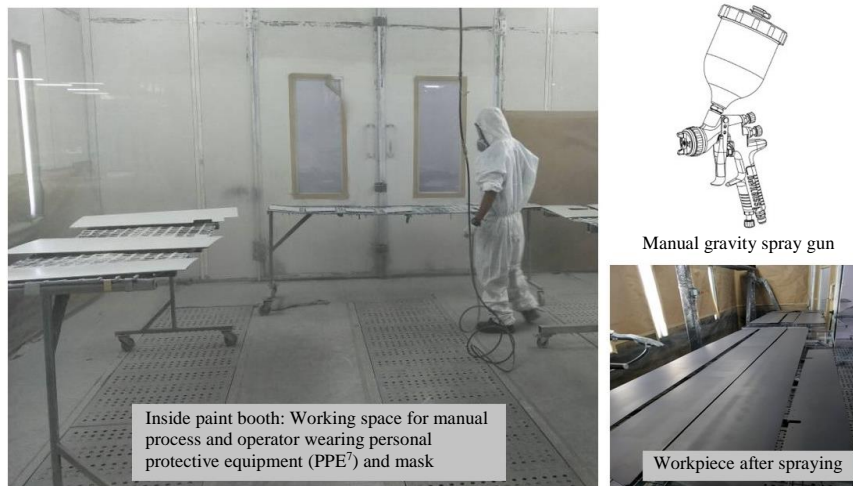 Inside paint booth: Working space for manual
process and operator wearing personal
protective equipment (PPE⁷) and mask
Manual gravity spray gun
Workpiece after spraying